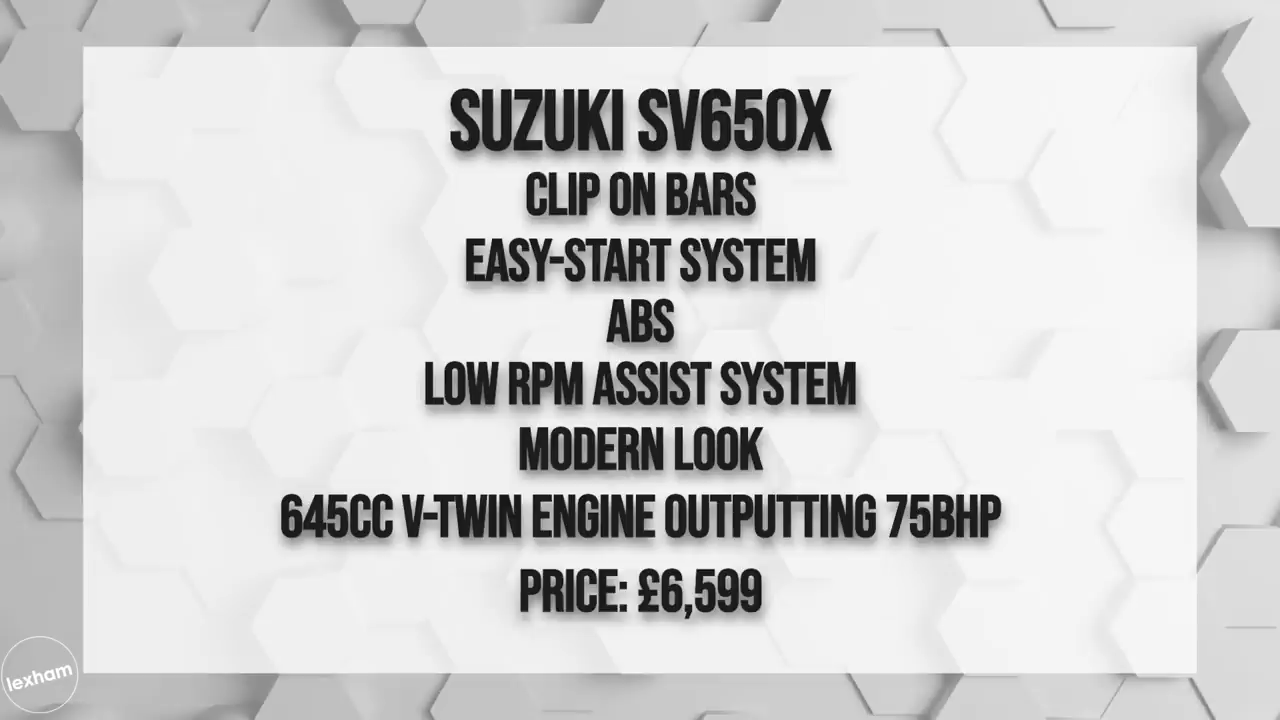 SUZUKI SV650X
CLIP ON BARS
EASY-START SYSTEM
ABS
LOW RPM ASSIST SYSTEM
MODERN LOOK
645CC V-TWIN ENGINE OUTPUTTING 75BHP
PRICE: £6,599
lexham